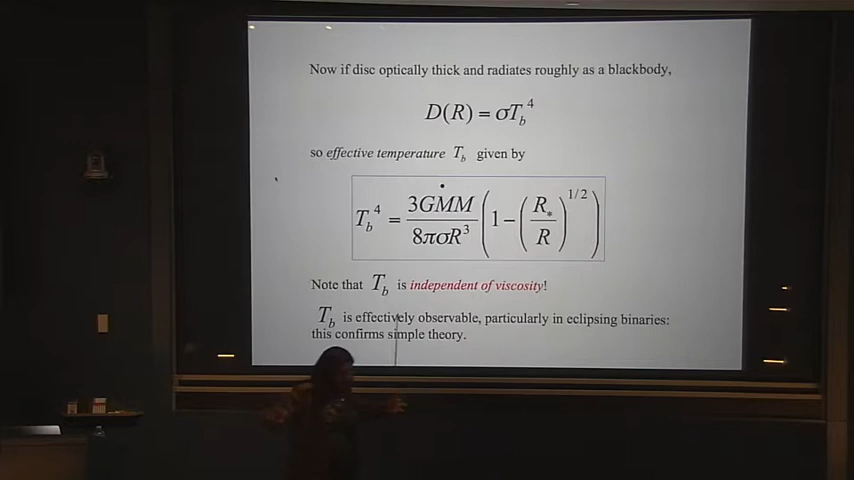 Now if disc optically thick and radiates roughly as a blackbody,
D(R) = σT_b^4
so effective temperature T_b given by
T_b^4 = 3GṀM / 8πσR^3 (1 − (R_* / R)^1/2)
Note that T_b is independent of viscosity!
T_b is effectively observable, particularly in eclipsing binaries:
this confirms simple theory.